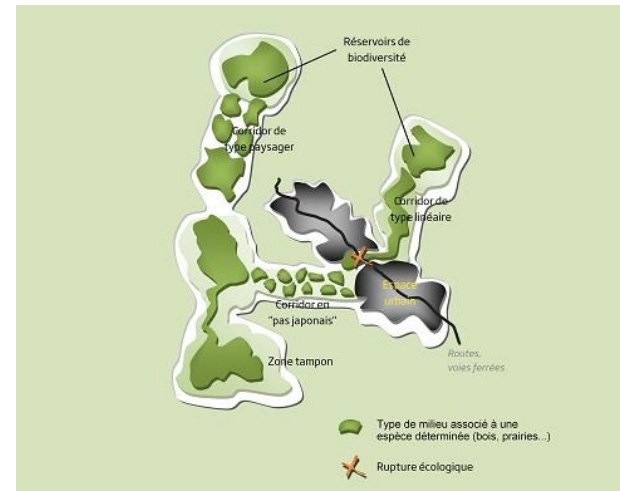 Réservoirs de
biodiversité
Corridor de
type paysager
Corridor de
type linéaire
Espace
urbain
Corridor en
"pas japonais"
Zone tampon
Routes,
voies ferrées
Type de milieu associé à une
espèce déterminée (bois, prairies...)
Rupture écologique